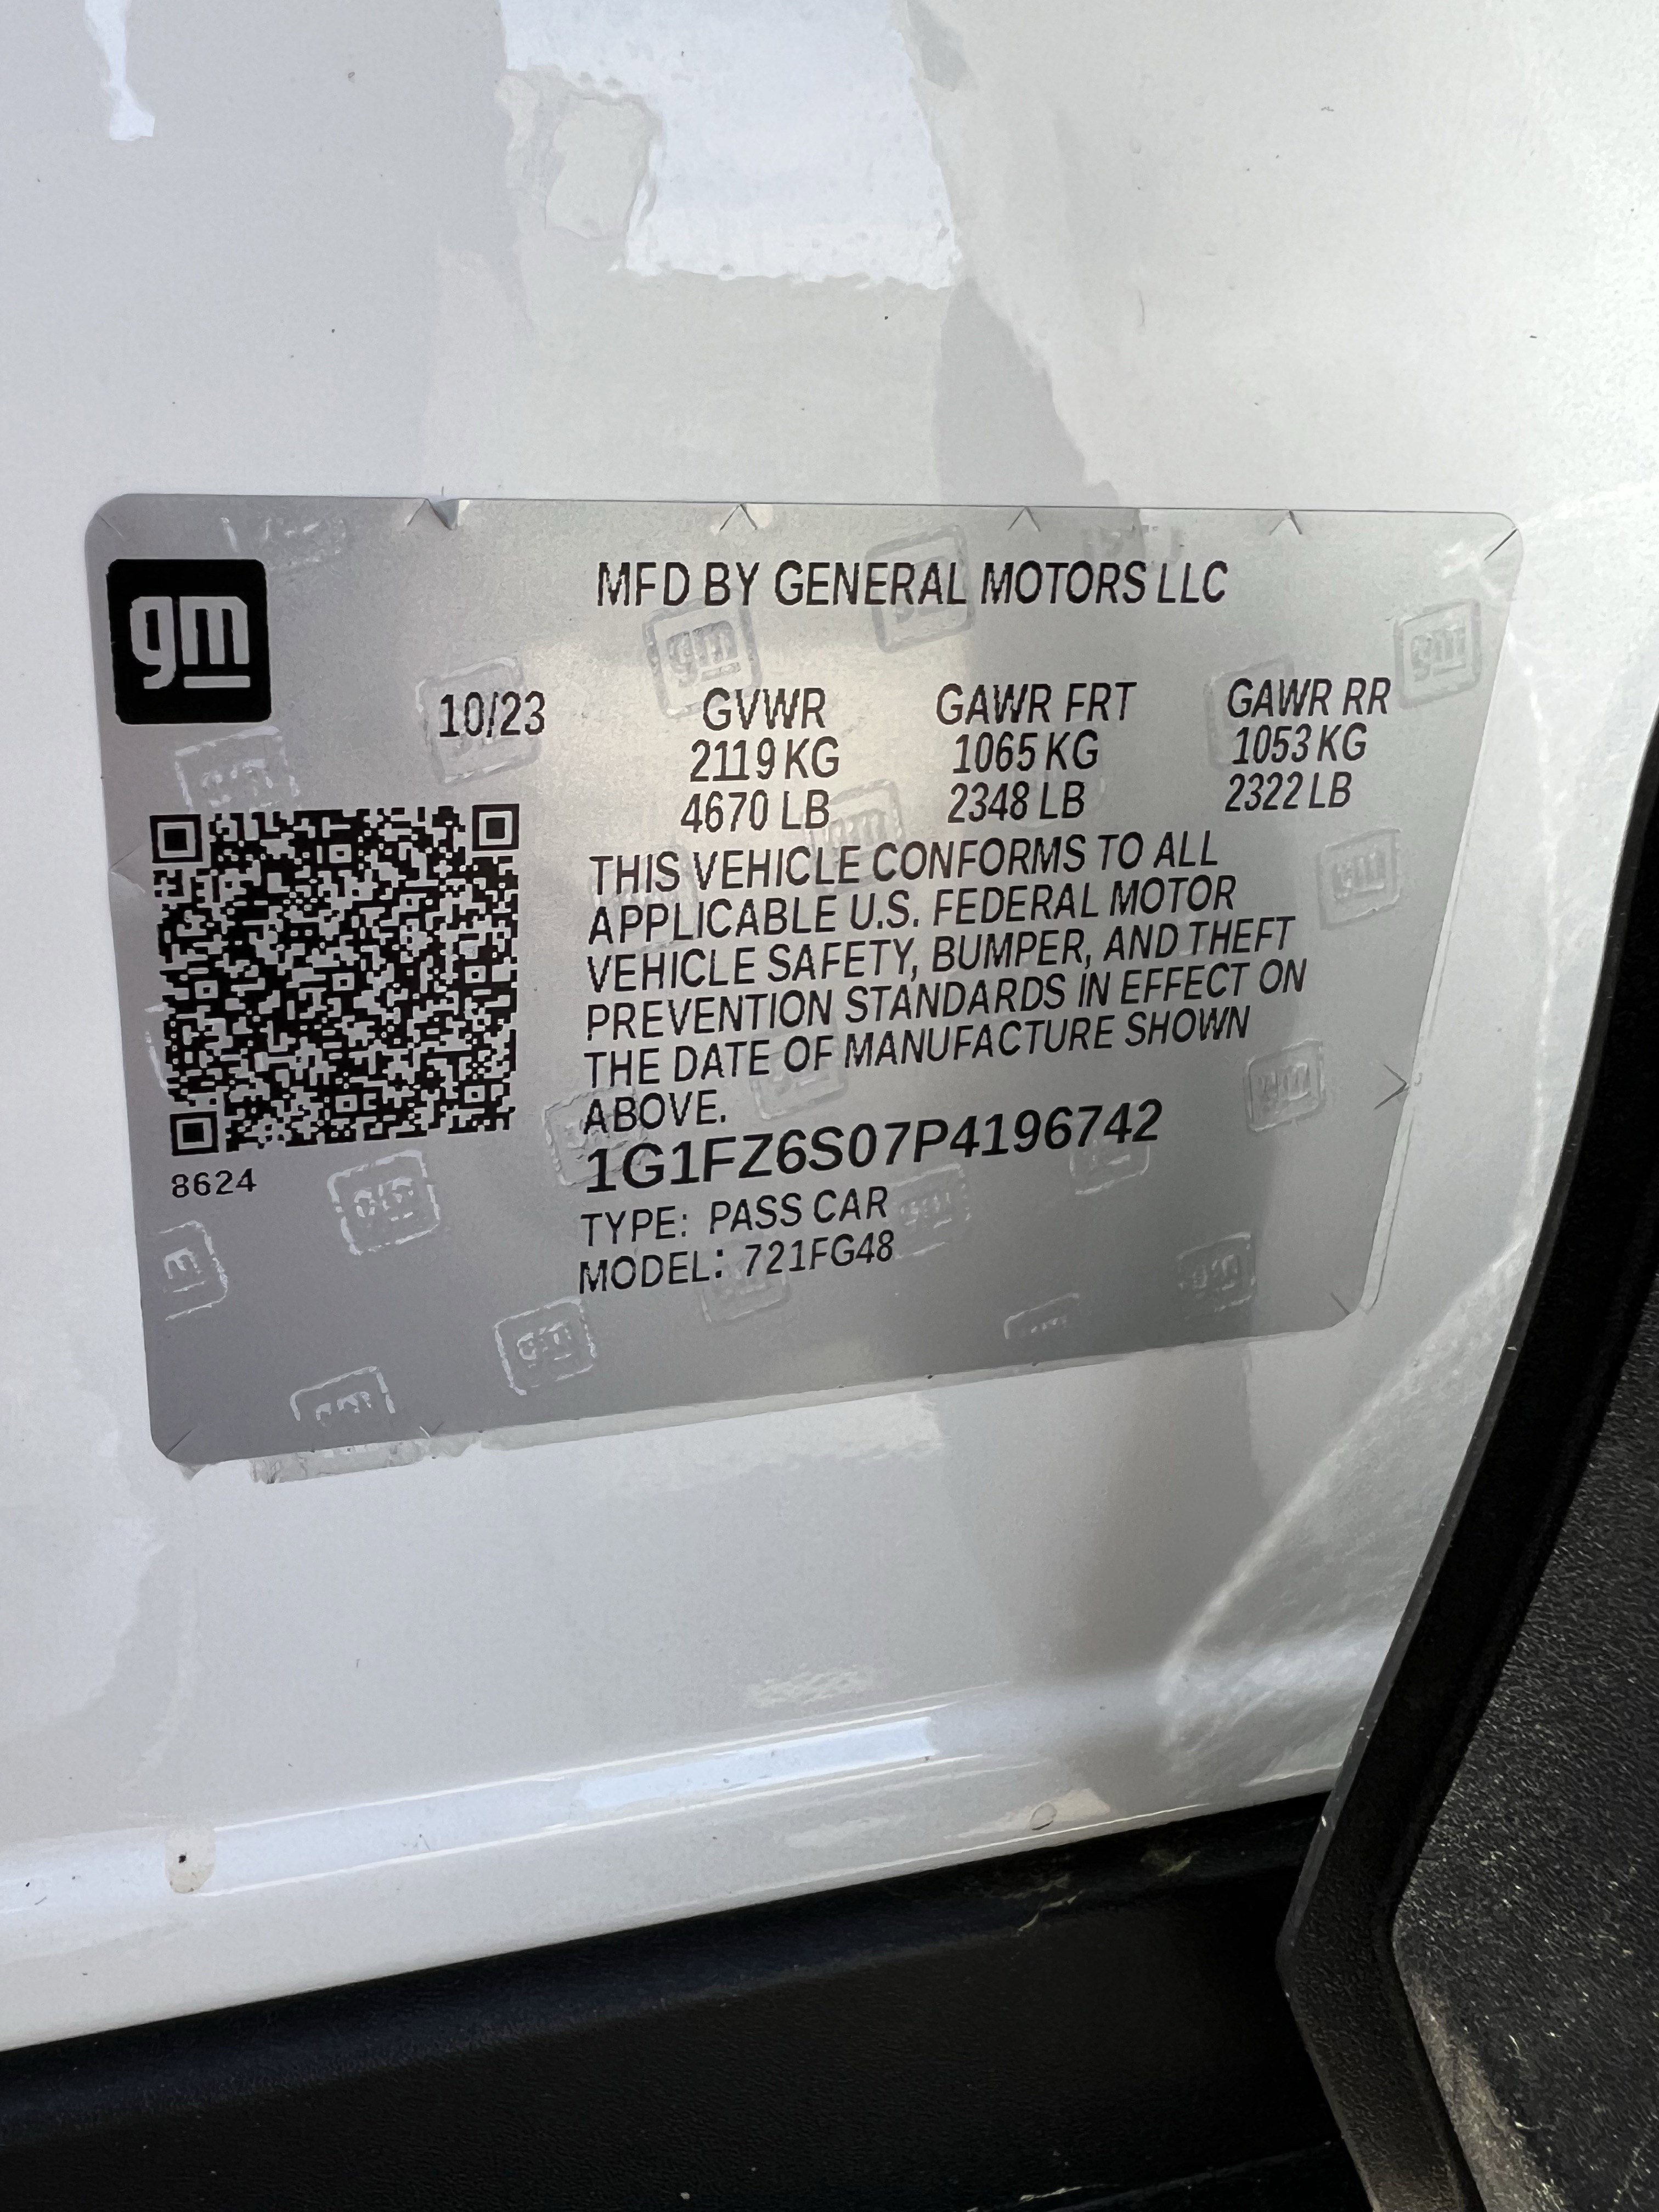 gm
MFD BY GENERAL MOTORS LLC
10/23
GVWR GAWR FRT GAWR RR
2119 KG 1065 KG 1053 KG
4670 LB 2348 LB 2322 LB
THIS VEHICLE CONFORMS TO ALL
APPLICABLE U.S. FEDERAL MOTOR
VEHICLE SAFETY, BUMPER, AND THEFT
PREVENTION STANDARDS IN EFFECT ON
THE DATE OF MANUFACTURE SHOWN
ABOVE.
1G1FZ6S07P4196742
TYPE: PASS CAR
MODEL: 721FG48
8624